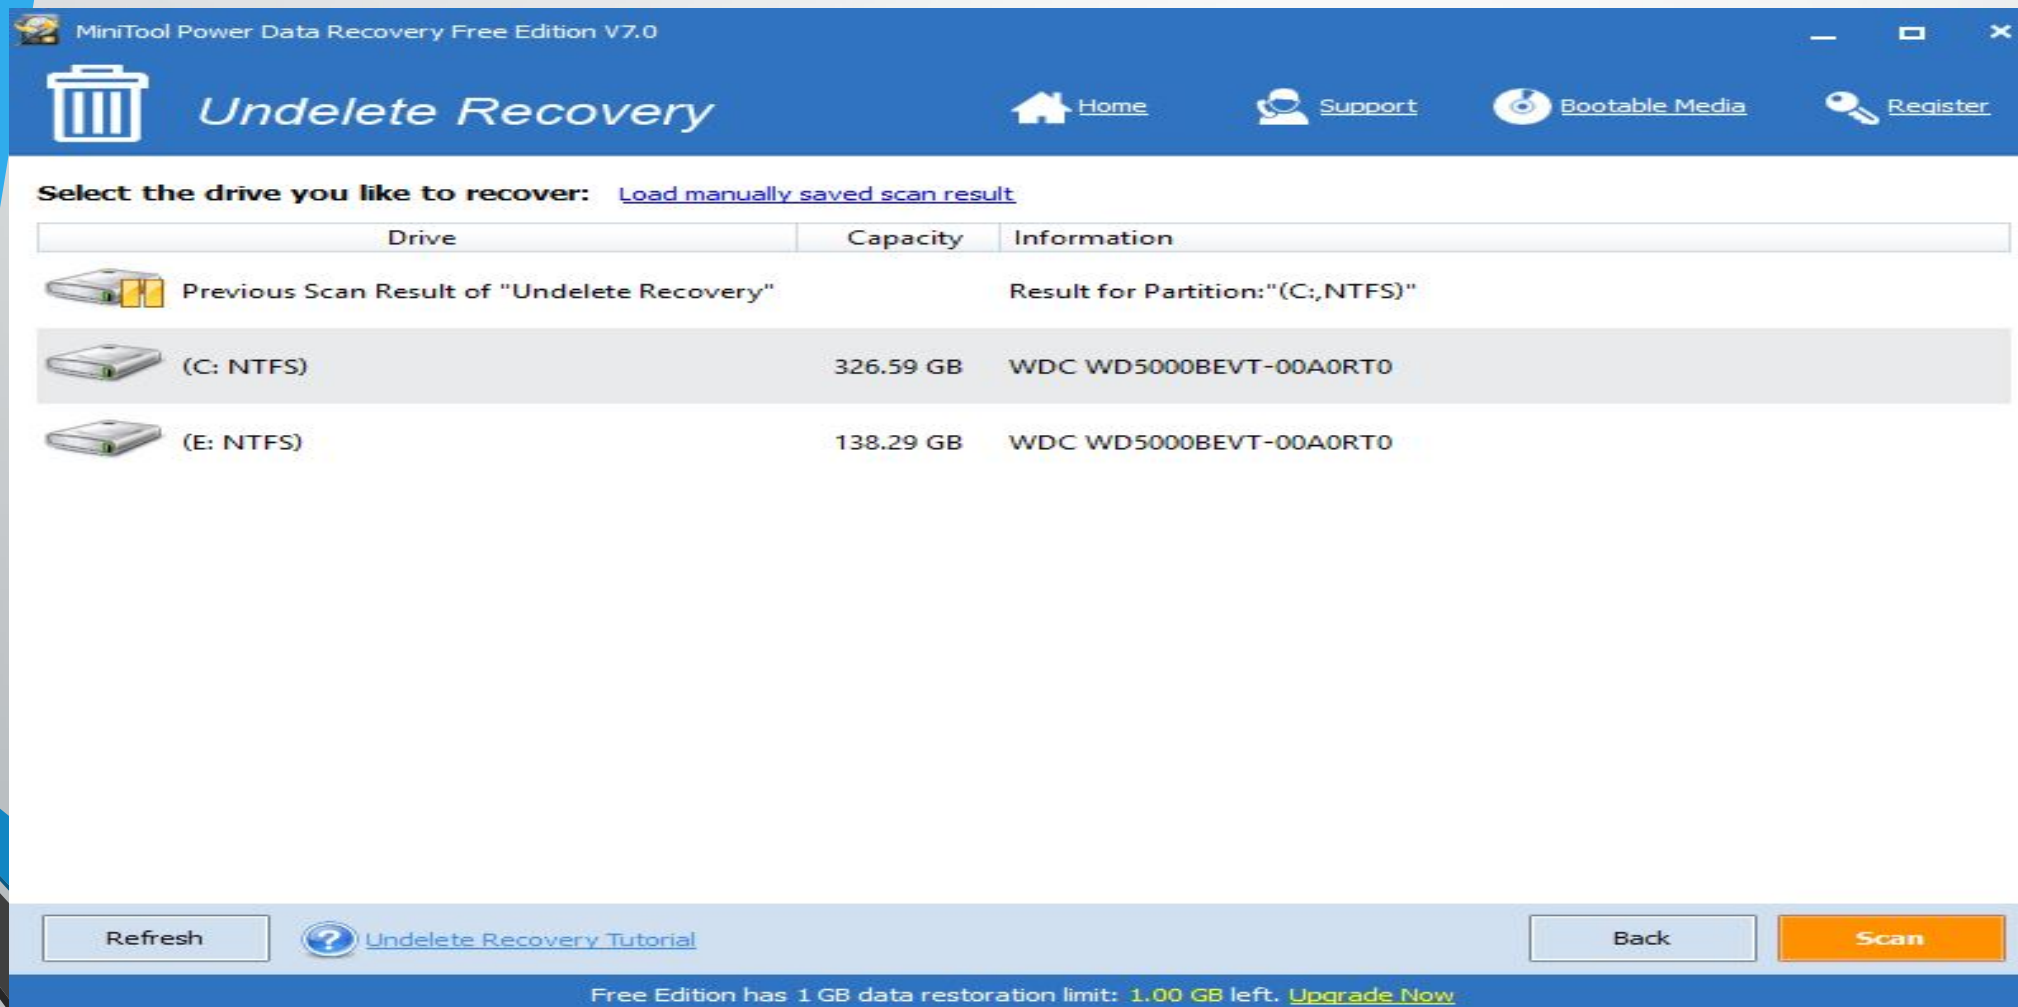 MiniTool Power Data Recovery Free Edition V7.0
Undelete Recovery
Home Support Bootable Media Register
Select the drive you like to recover: Load manually saved scan result
Drive Capacity Information
Previous Scan Result of "Undelete Recovery" Result for Partition:"(C:,NTFS)"
(C: NTFS) 326.59 GB WDC WD5000BEVT-00A0RT0
(E: NTFS) 138.29 GB WDC WD5000BEVT-00A0RT0
Refresh Undelete Recovery Tutorial Back Scan
Free Edition has 1 GB data restoration limit: 1.00 GB left. Upgrade Now